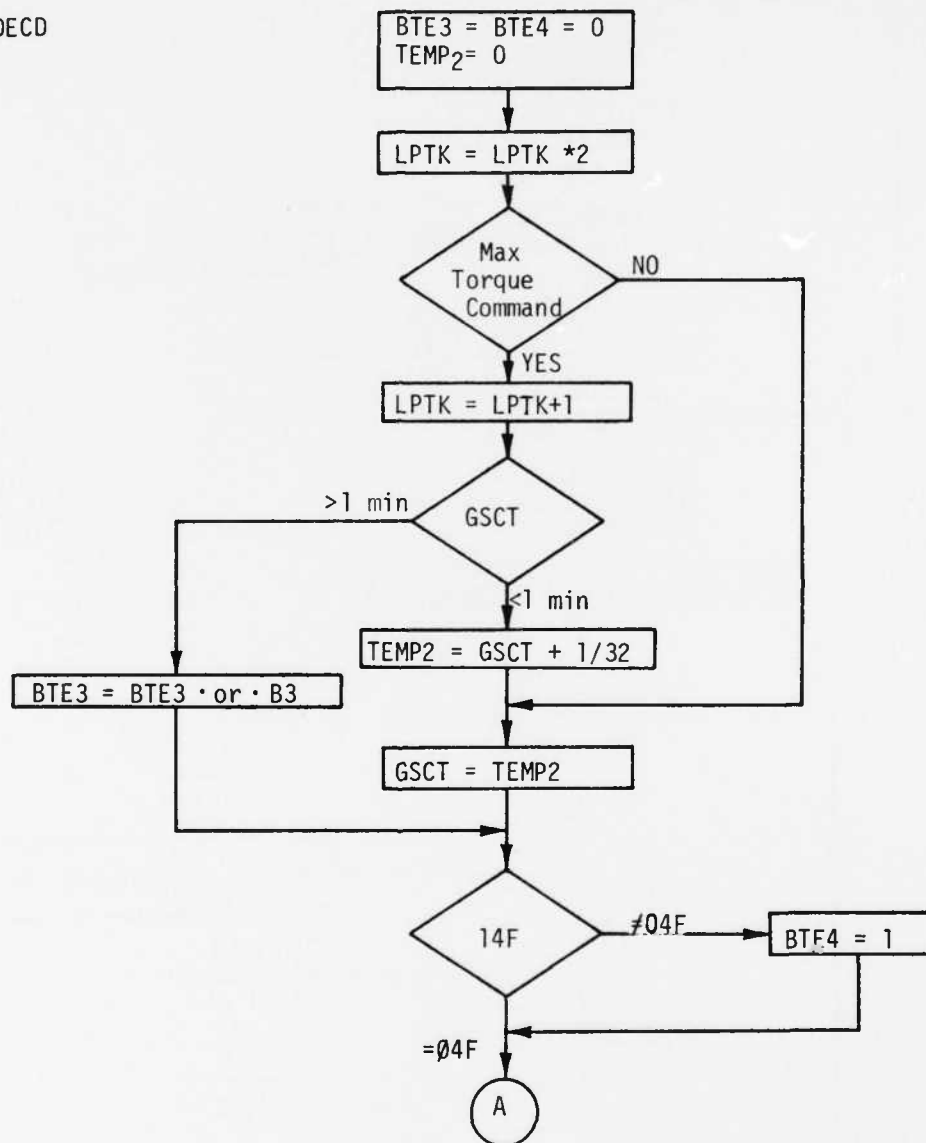 DECD
BTE3 = BTE4 = 0
TEMP2= 0
LPTK = LPTK *2
Max
Torque
Command
NO
YES
LPTK = LPTK+1
>1 min
GSCT
<1 min
TEMP2 = GSCT + 1/32
BTE3 = BTE3 · or · B3
GSCT = TEMP2
14F
≠04F
BTE4 = 1
=Ø4F
A